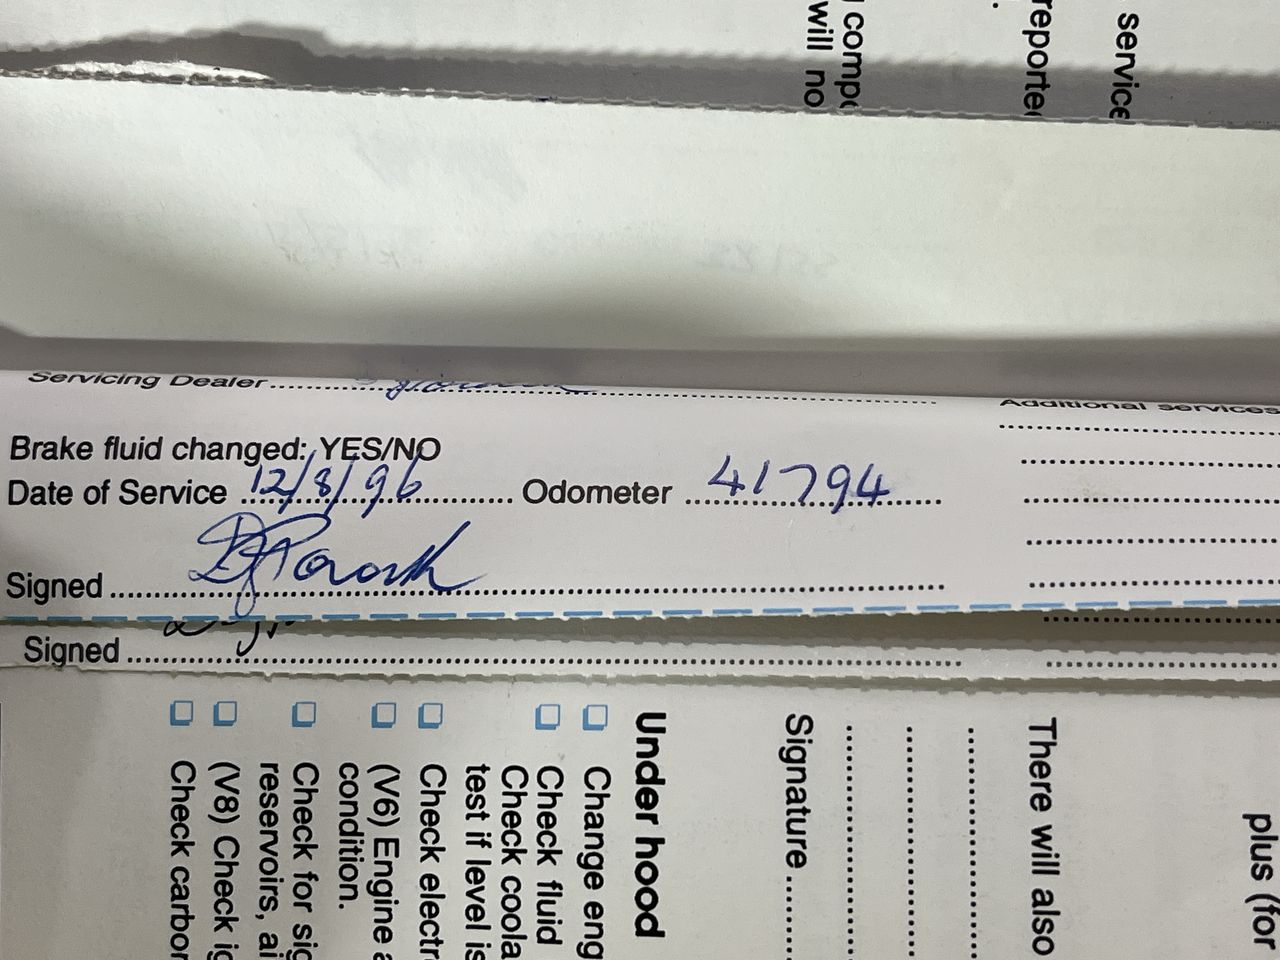 service
reporte
.
compo
will no
Servicing Dealer
Additional services
Brake fluid changed: YES/NO
Date of Service 12/8/96 Odometer 41794
Signed
Signed
There will also
plus (for
Signature
Under hood
Change eng
Check fluid
Check coola
test if level is
Check electr
(V6) Engine a
condition.
Check for sig
reservoirs, ai
(V8) Check ig
Check carbor